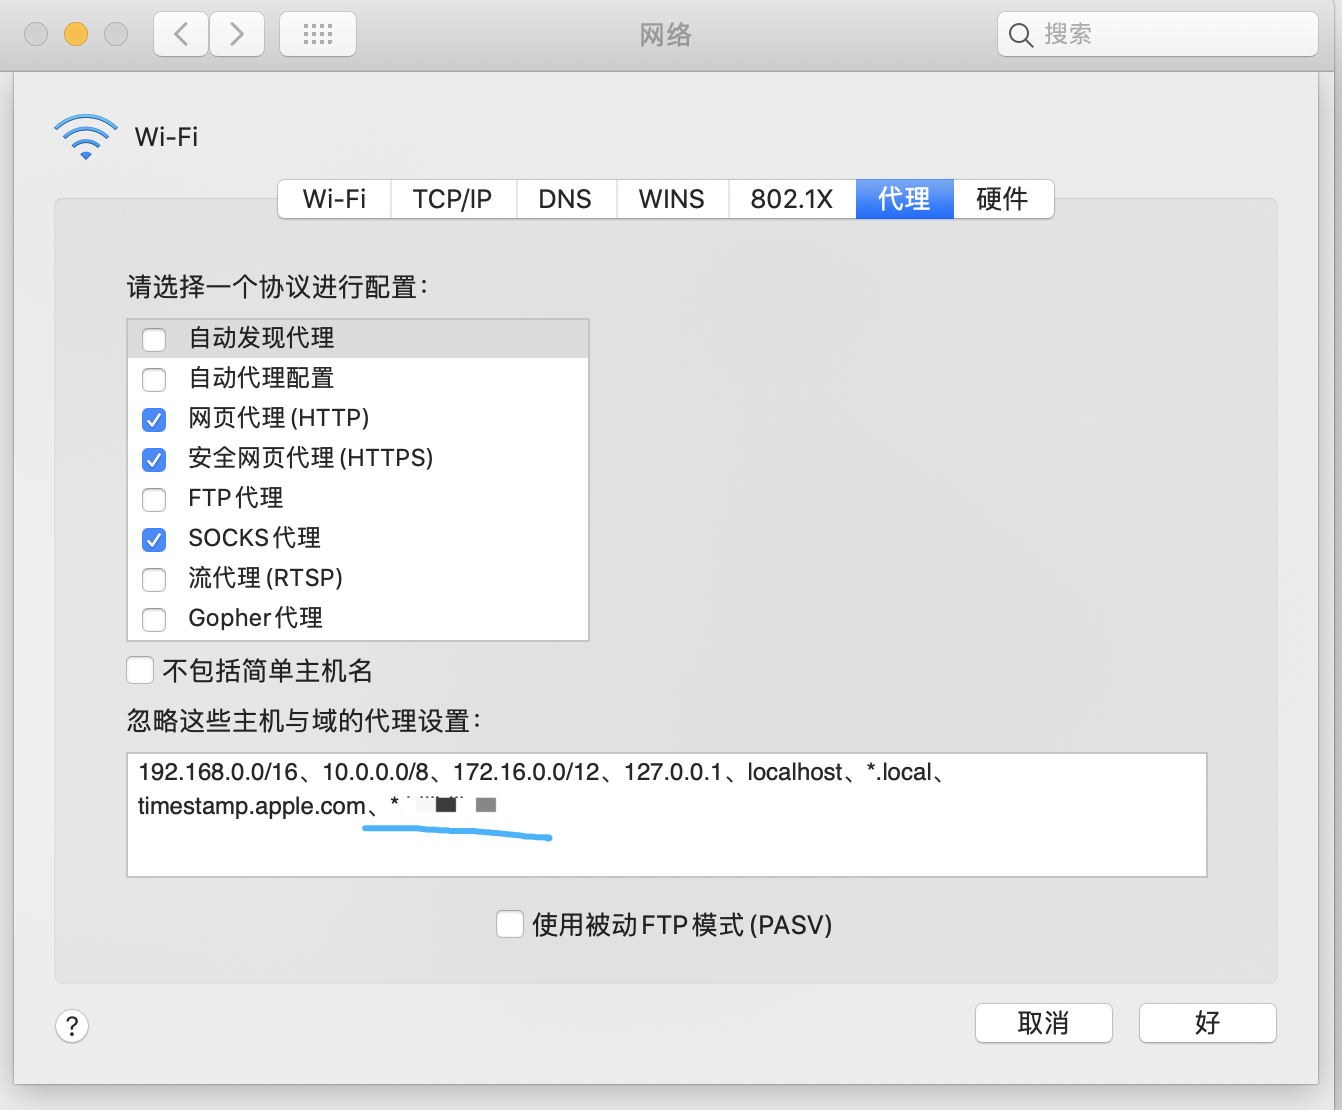 网络
搜索
Wi-Fi
Wi-Fi TCP/IP DNS WINS 802.1X 代理 硬件
请选择一个协议进行配置：
自动发现代理
自动代理配置
网页代理(HTTP)
安全网页代理(HTTPS)
FTP代理
SOCKS代理
流代理(RTSP)
Gopher代理
不包括简单主机名
忽略这些主机与域的代理设置：
192.168.0.0/16、10.0.0.0/8、172.16.0.0/12、127.0.0.1、localhost、*.local、
timestamp.apple.com、*
使用被动FTP模式(PASV)
?
取消
好